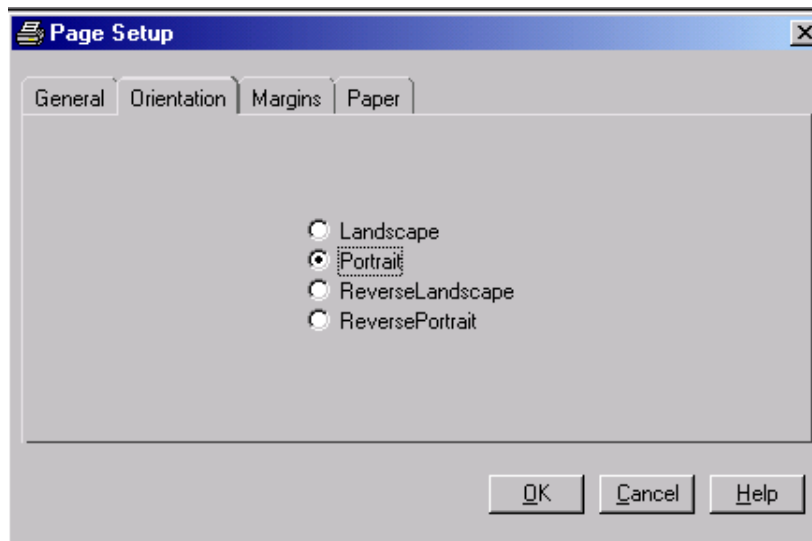 Page Setup
General Orientation Margins Paper
Landscape
Portrait
ReverseLandscape
ReversePortrait
OK Cancel Help